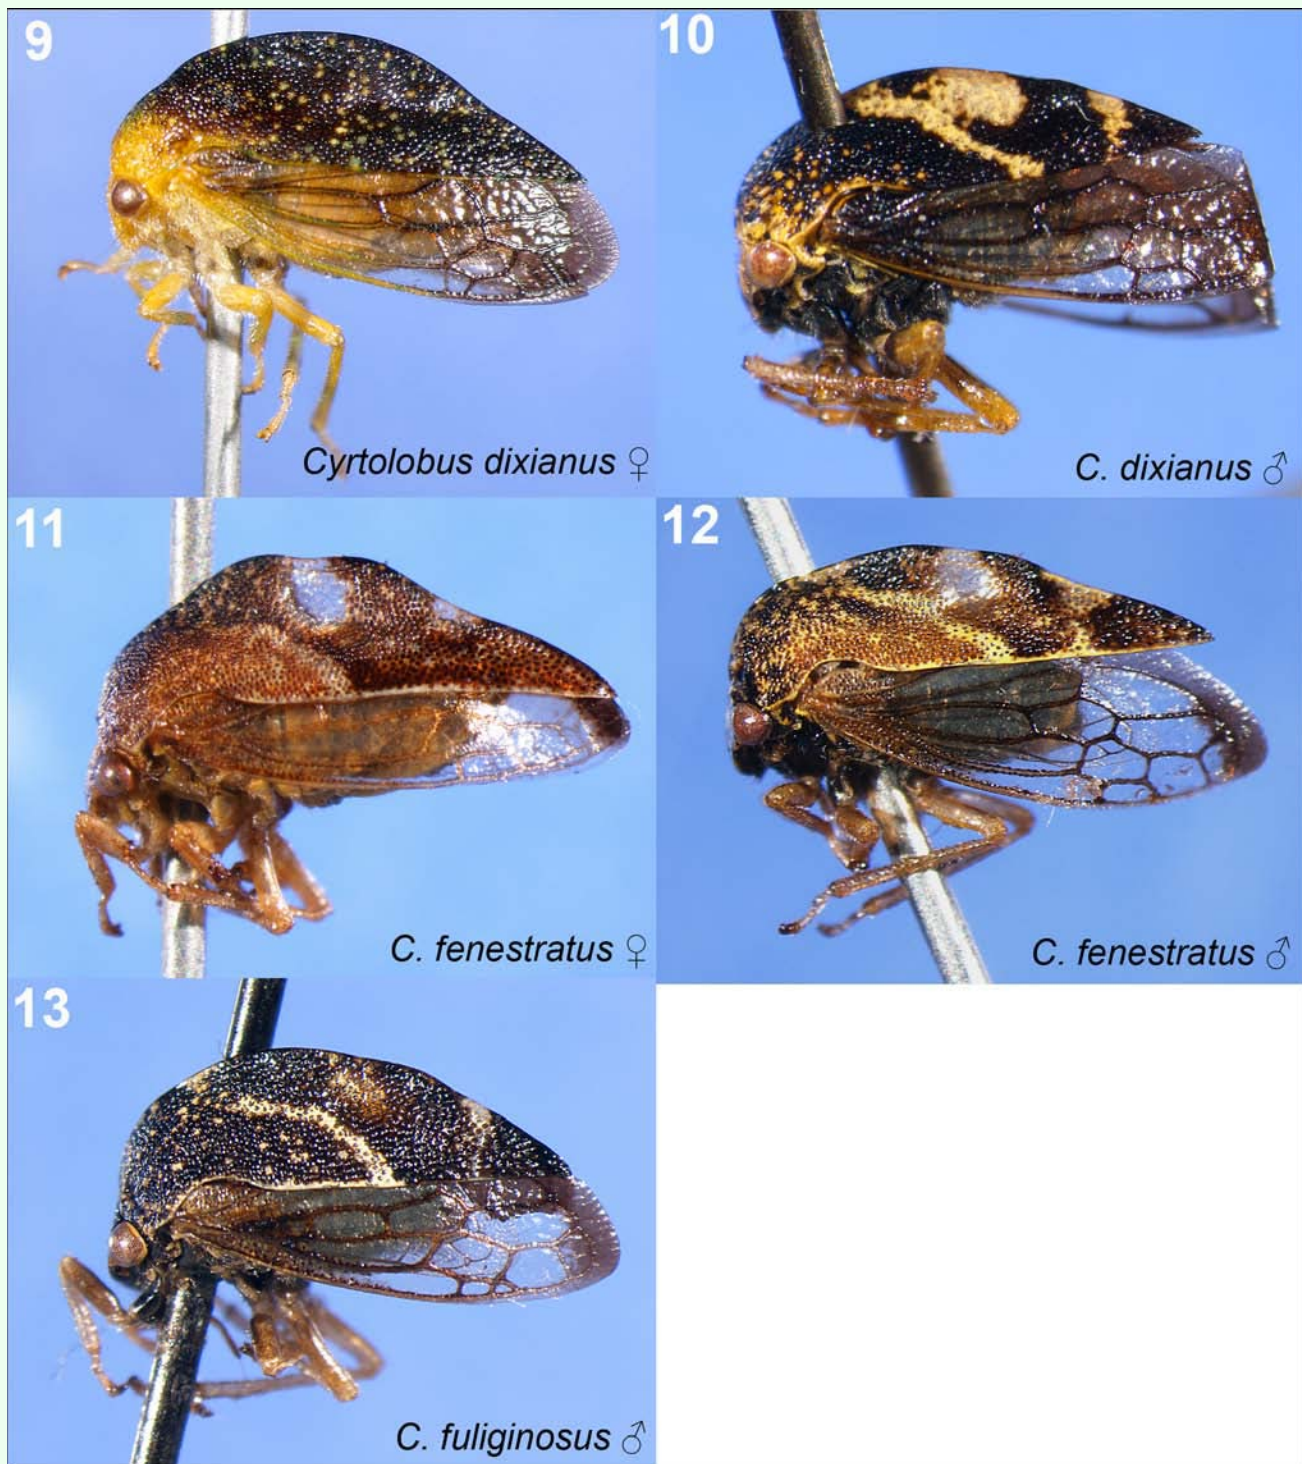 9
Cyrtolobus dixianus ♀
10
C. dixianus ♂
11
C. fenestratus ♀
12
C. fenestratus ♂
13
C. fuliginosus ♂